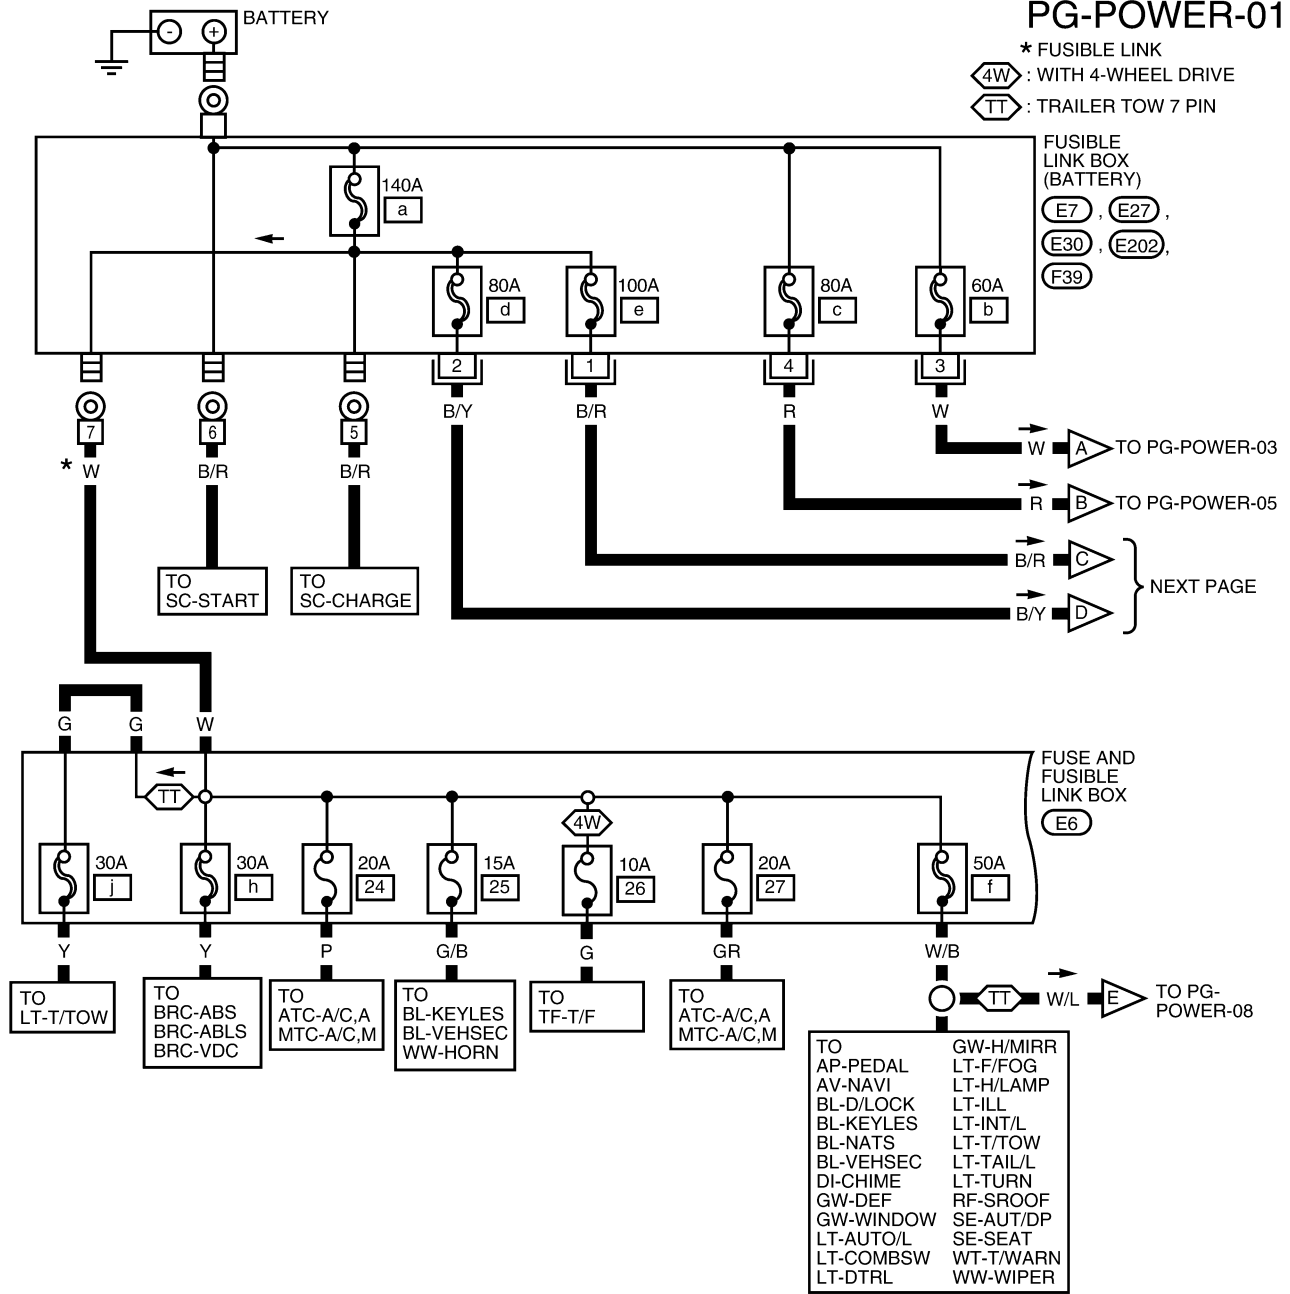 PG-POWER-01
BATTERY
- +
* FUSIBLE LINK
4W : WITH 4-WHEEL DRIVE
TT : TRAILER TOW 7 PIN
FUSIBLE
LINK BOX
(BATTERY)
E7 , E27 ,
E30 , E202 ,
F39
140A
a
80A
d
100A
e
80A
c
60A
b
2 1 4 3
B/Y B/R R W
7 6 5
* W B/R B/R
W A TO PG-POWER-03
R B TO PG-POWER-05
B/R C
NEXT PAGE
B/Y D
TO
SC-START
TO
SC-CHARGE
G G W
FUSE AND
FUSIBLE
LINK BOX
E6
TT
4W
30A
j
30A
h
20A
24
15A
25
10A
26
20A
27
50A
f
Y Y P G/B G GR W/B
TO
LT-T/TOW
TO
BRC-ABS
BRC-ABLS
BRC-VDC
TO
ATC-A/C,A
MTC-A/C,M
TO
BL-KEYLES
BL-VEHSEC
WW-HORN
TO
TF-T/F
TO
ATC-A/C,A
MTC-A/C,M
TT W/L E TO PG-
POWER-08
TO
AP-PEDAL
AV-NAVI
BL-D/LOCK
BL-KEYLES
BL-NATS
BL-VEHSEC
DI-CHIME
GW-DEF
GW-WINDOW
LT-AUTO/L
LT-COMBSW
LT-DTRL
GW-H/MIRR
LT-F/FOG
LT-H/LAMP
LT-ILL
LT-INT/L
LT-T/TOW
LT-TAIL/L
LT-TURN
RF-SROOF
SE-AUT/DP
SE-SEAT
WT-T/WARN
WW-WIPER